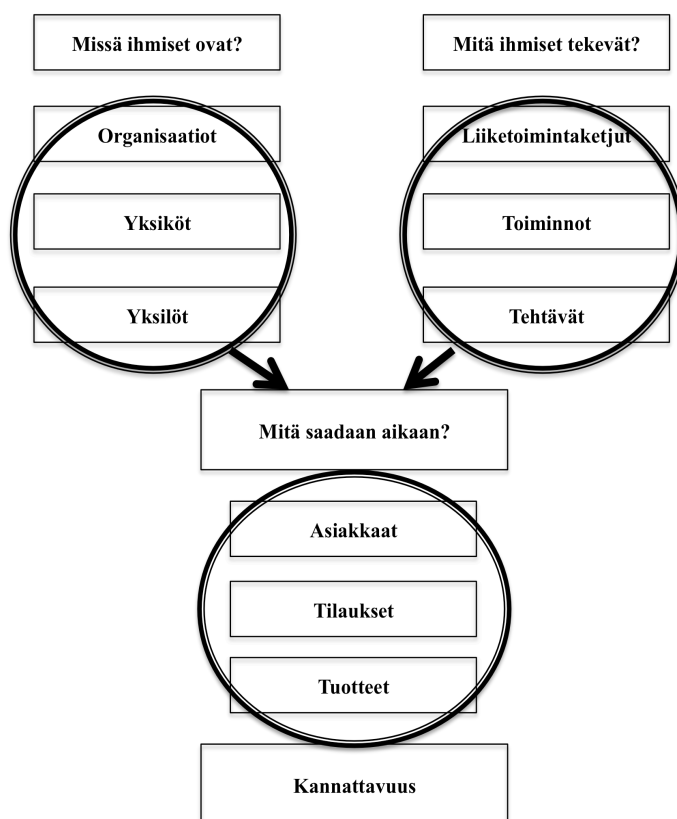 Missä ihmiset ovat?
Mitä ihmiset tekevät?
Organisaatiot
Liiketoimintaketjut
Yksiköt
Toiminnot
Yksilöt
Tehtävät
Mitä saadaan aikaan?
Asiakkaat
Tilaukset
Tuotteet
Kannattavuus